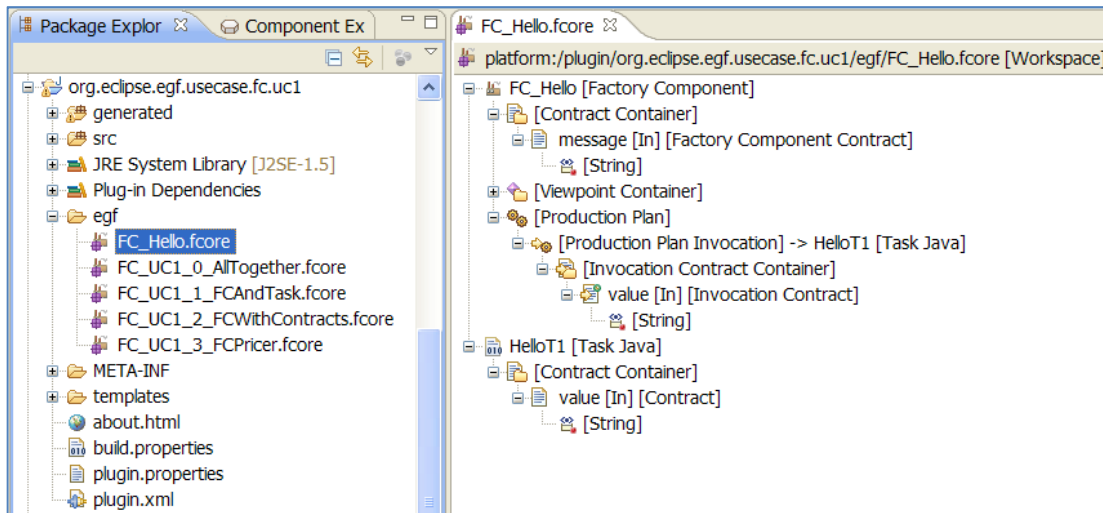 Package Explor
Component Ex
org.eclipse.egf.usecase.fc.uc1
generated
src
JRE System Library [J2SE-1.5]
Plug-in Dependencies
egf
FC_Hello.fcore
FC_UC1_0_AllTogether.fcore
FC_UC1_1_FCAndTask.fcore
FC_UC1_2_FCWithContracts.fcore
FC_UC1_3_FCPricer.fcore
META-INF
templates
about.html
build.properties
plugin.properties
plugin.xml
FC_Hello.fcore
platform:/plugin/org.eclipse.egf.usecase.fc.uc1/egf/FC_Hello.fcore [Workspace]
FC_Hello [Factory Component]
[Contract Container]
message [In] [Factory Component Contract]
[String]
[Viewpoint Container]
[Production Plan]
[Production Plan Invocation] -> HelloT1 [Task Java]
[Invocation Contract Container]
value [In] [Invocation Contract]
[String]
HelloT1 [Task Java]
[Contract Container]
value [In] [Contract]
[String]